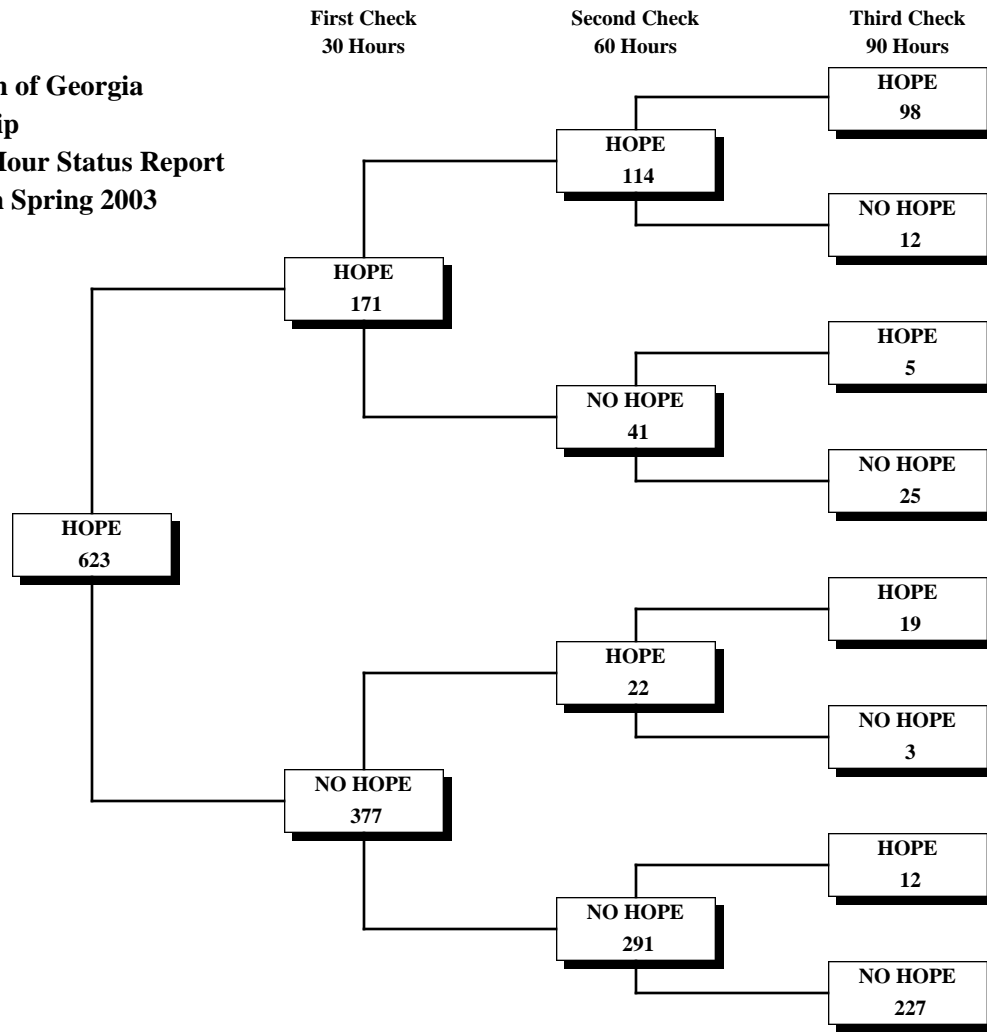 First Check
30 Hours
Second Check
60 Hours
Third Check
90 Hours
of Georgia
Status Report
Spring 2003
HOPE
623
HOPE
171
NO HOPE
377
HOPE
114
NO HOPE
41
HOPE
22
NO HOPE
291
HOPE
98
NO HOPE
12
HOPE
5
NO HOPE
25
HOPE
19
NO HOPE
3
HOPE
12
NO HOPE
227